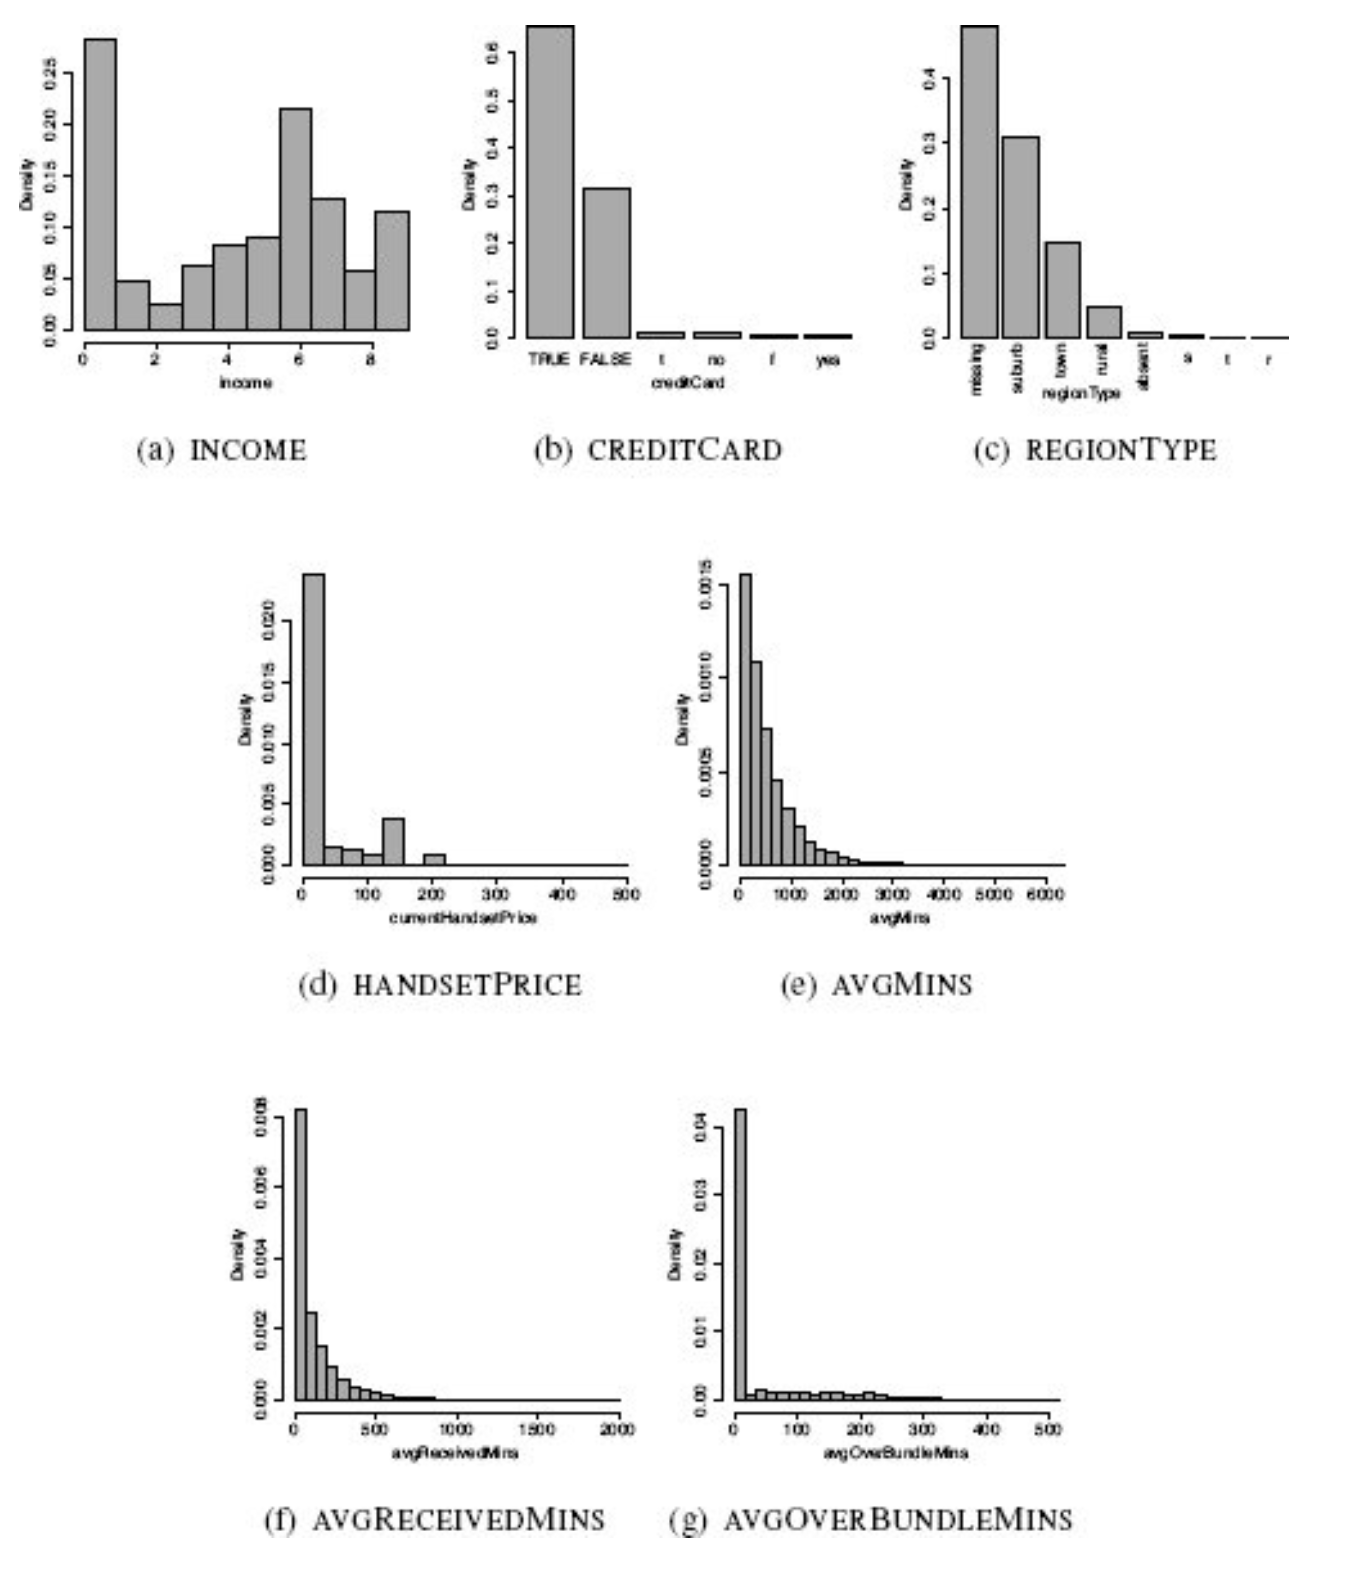 Density
0.00 0.05 0.10 0.15 0.20 0.25
0 2 4 6 8
income
(a) INCOME
Density
0.0 0.1 0.2 0.3 0.4 0.5 0.6
TRUE FALSE t no f yes
creditCard
(b) CREDITCARD
Density
0.0 0.1 0.2 0.3 0.4
missing suburb town rural absent s t r
regionType
(c) REGIONTYPE
Density
0.000 0.005 0.010 0.015 0.020
0 100 200 300 400 500
currentHandsetPrice
(d) HANDSETPRICE
Density
0.0000 0.0005 0.0010 0.0015
0 1000 2000 3000 4000 5000 6000
avgMins
(e) AVGMINS
Density
0.000 0.002 0.004 0.006 0.008
0 500 1000 1500 2000
avgReceivedMins
(f) AVGRECEIVEDMINS
Density
0.00 0.01 0.02 0.03 0.04
0 100 200 300 400 500
avgOverBundleMins
(g) AVGOVERBUNDLEMINS